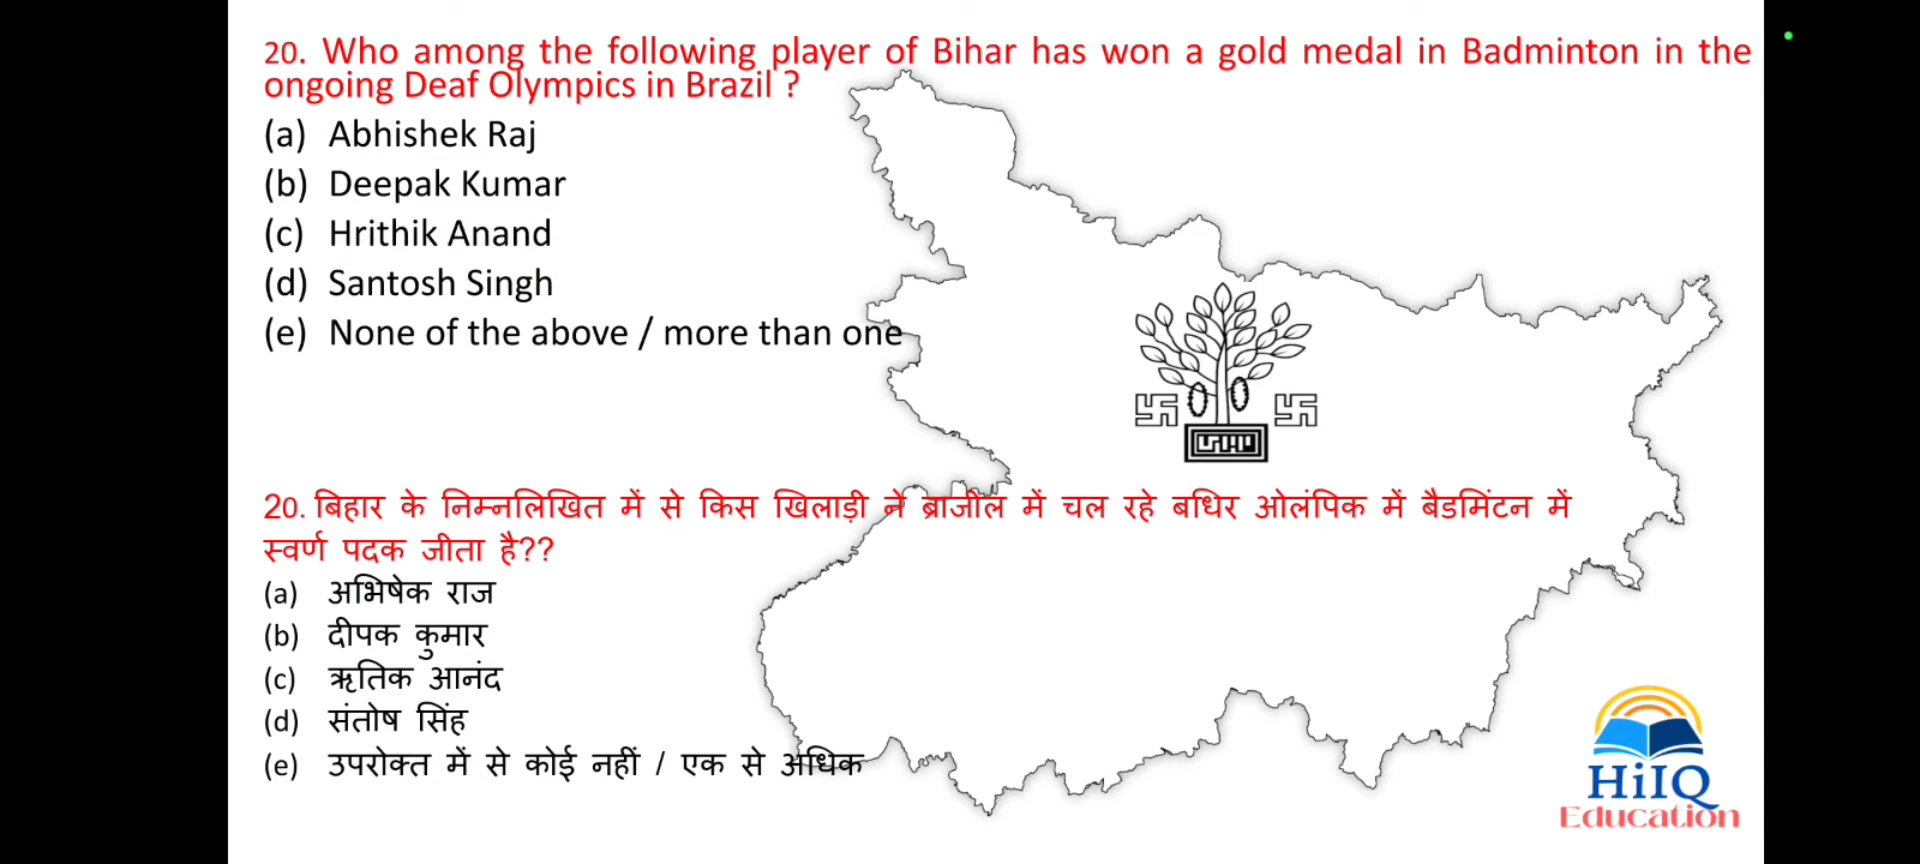 20. Who among the following player of Bihar has won a gold medal in Badminton in the
ongoing Deaf Olympics in Brazil ?
(a) Abhishek Raj
(b) Deepak Kumar
(c) Hrithik Anand
(d) Santosh Singh
(e) None of the above / more than one
20. बिहार के निम्नलिखित में से किस खिलाड़ी ने ब्राजील में चल रहे बधिर ओलंपिक में बैडमिंटन में
स्वर्ण पदक जीता है??
(a) अभिषेक राज
(b) दीपक कुमार
(c) ऋतिक आनंद
(d) संतोष सिंह
(e) उपरोक्त में से कोई नहीं / एक से अधिक
HiIQ
Education